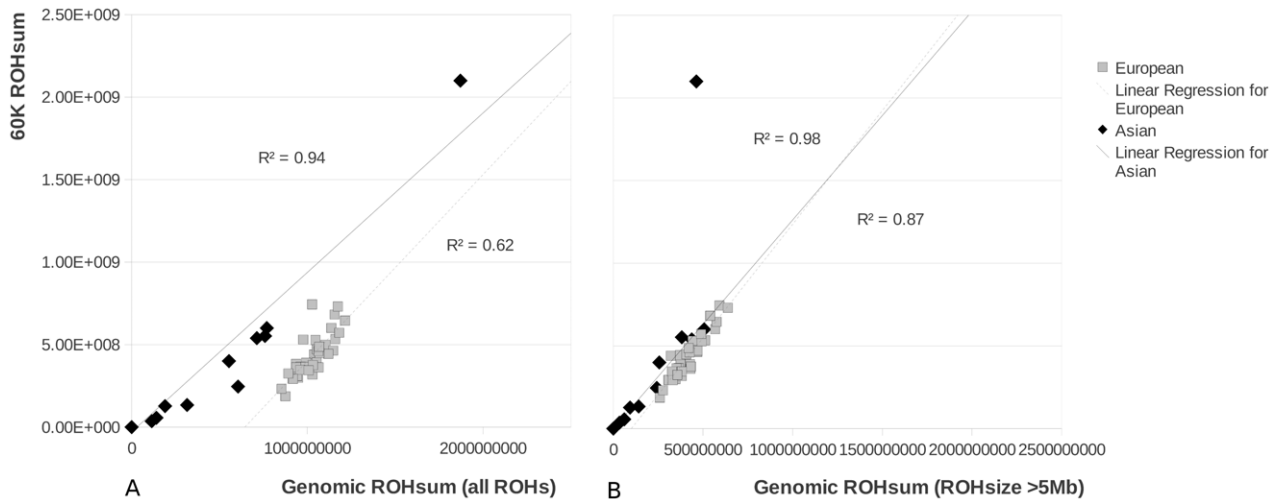 60K ROHsum
2.50E+009
2.00E+009
1.50E+009
1.00E+009
5.00E+008
0.00E+000
R² = 0.94
R² = 0.62
0
1000000000
2000000000
A
Genomic ROHsum (all ROHs)
R² = 0.98
R² = 0.87
0
500000000
1000000000
1500000000
2000000000
2500000000
B
Genomic ROHsum (ROHsize >5Mb)
European
Linear Regression for
European
Asian
Linear Regression for
Asian